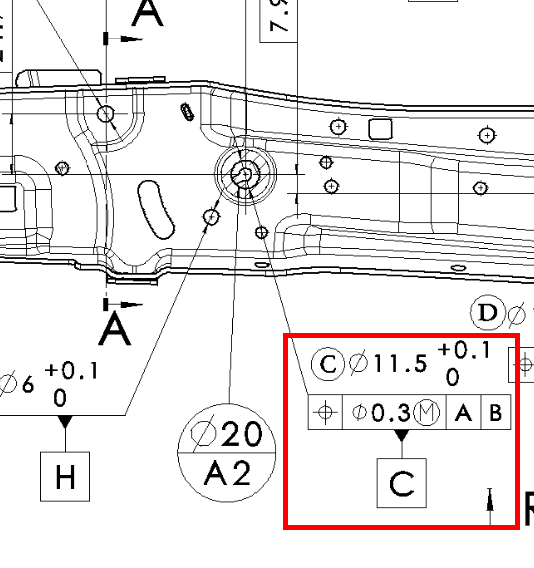 A
7.9
A
D ∅
C ∅11.5 +0.1
0
∅6 +0.1
0
⌖ ∅0.3Ⓜ A B
∅20
A2
H
C